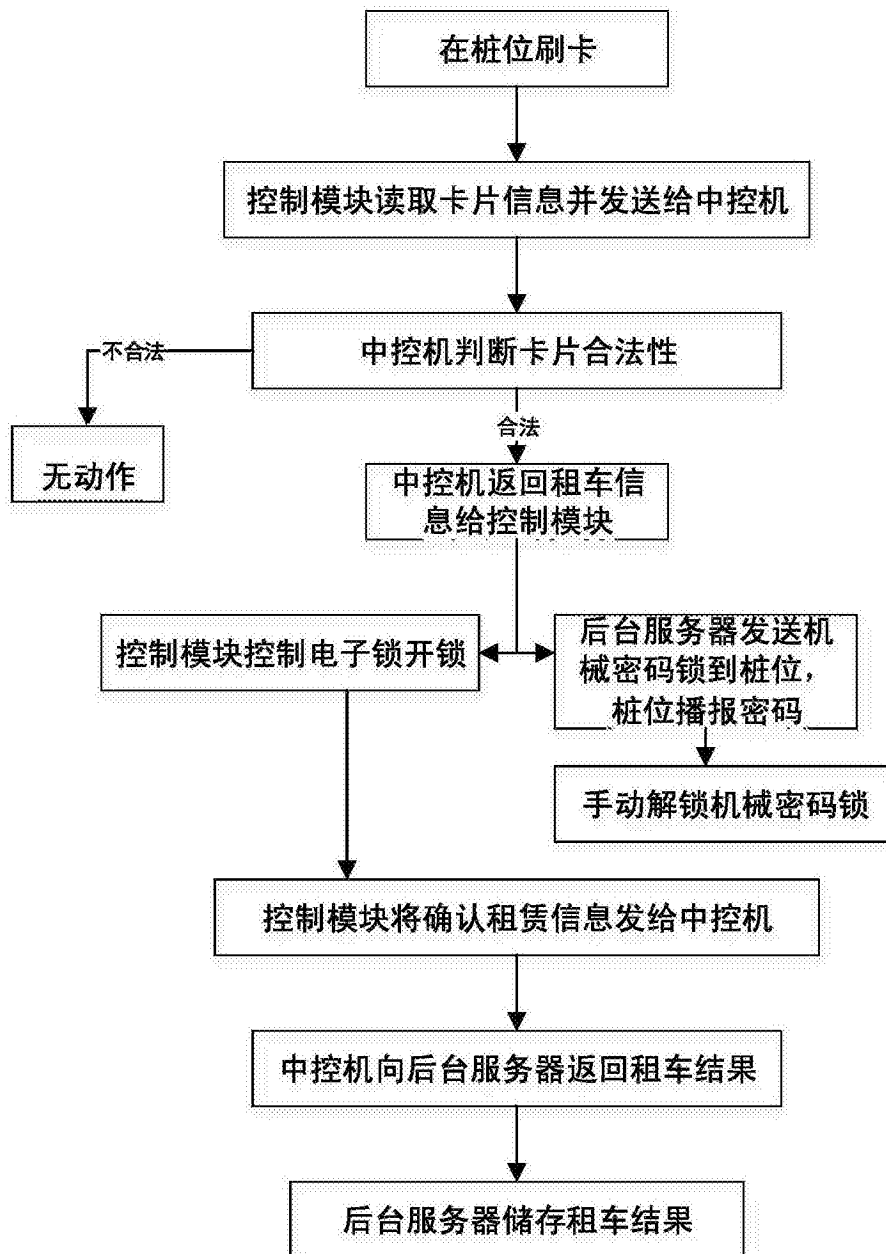 在桩位刷卡
控制模块读取卡片信息并发送给中控机
中控机判断卡片合法性
不合法
合法
无动作
中控机返回租车信
息给控制模块
控制模块控制电子锁开锁
后台服务器发送机
械密码锁到桩位，
桩位播报密码
手动解锁机械密码锁
控制模块将确认租赁信息发给中控机
中控机向后台服务器返回租车结果
后台服务器储存租车结果